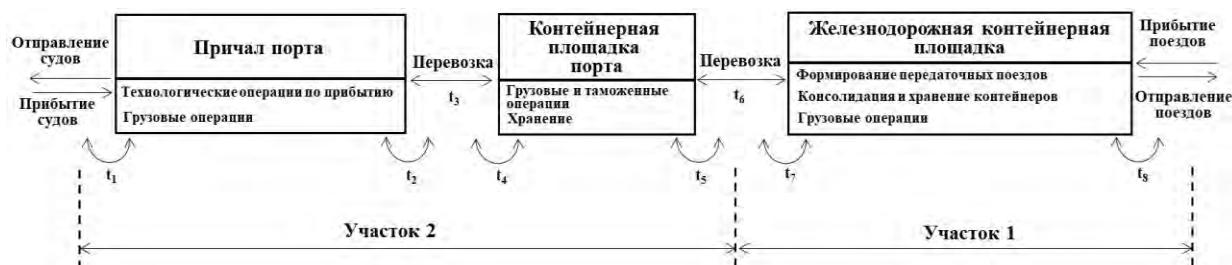 Отправление
судов
Прибытие
судов
Причал порта
Технологические операции по прибытию
Грузовые операции
Перевозка
t3
Контейнерная
площадка
порта
Грузовые и таможенные
операции
Хранение
Перевозка
t6
Железнодорожная контейнерная
площадка
Формирование передаточных поездов
Консолидация и хранение контейнеров
Грузовые операции
Прибытие
поездов
Отправление
поездов
t1
t2
t4
t5
t7
t8
Участок 2
Участок 1